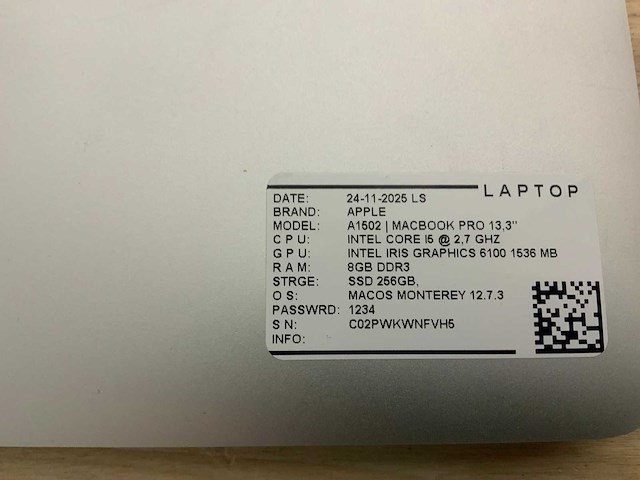 LAPTOP
DATE: 24-11-2025 LS
BRAND: APPLE
MODEL: A1502 | MACBOOK PRO 13,3"
C P U: INTEL CORE I5 @ 2,7 GHZ
G P U: INTEL IRIS GRAPHICS 6100 1536 MB
R A M: 8GB DDR3
STRGE: SSD 256GB,
O S: MACOS MONTEREY 12.7.3
PASSWRD: 1234
S N: C02PWKWNFVH5
INFO: